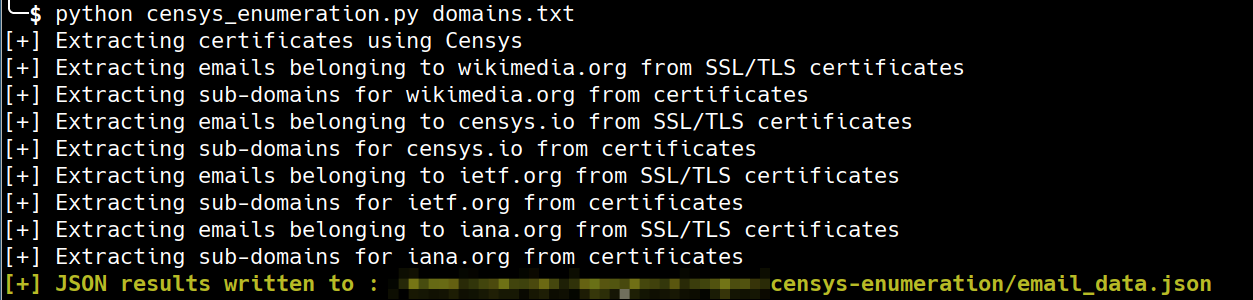 ╰─$ python censys_enumeration.py domains.txt
[+] Extracting certificates using Censys
[+] Extracting emails belonging to wikimedia.org from SSL/TLS certificates
[+] Extracting sub-domains for wikimedia.org from certificates
[+] Extracting emails belonging to censys.io from SSL/TLS certificates
[+] Extracting sub-domains for censys.io from certificates
[+] Extracting emails belonging to ietf.org from SSL/TLS certificates
[+] Extracting sub-domains for ietf.org from certificates
[+] Extracting emails belonging to iana.org from SSL/TLS certificates
[+] Extracting sub-domains for iana.org from certificates
[+] JSON results written to : censys-enumeration/email_data.json